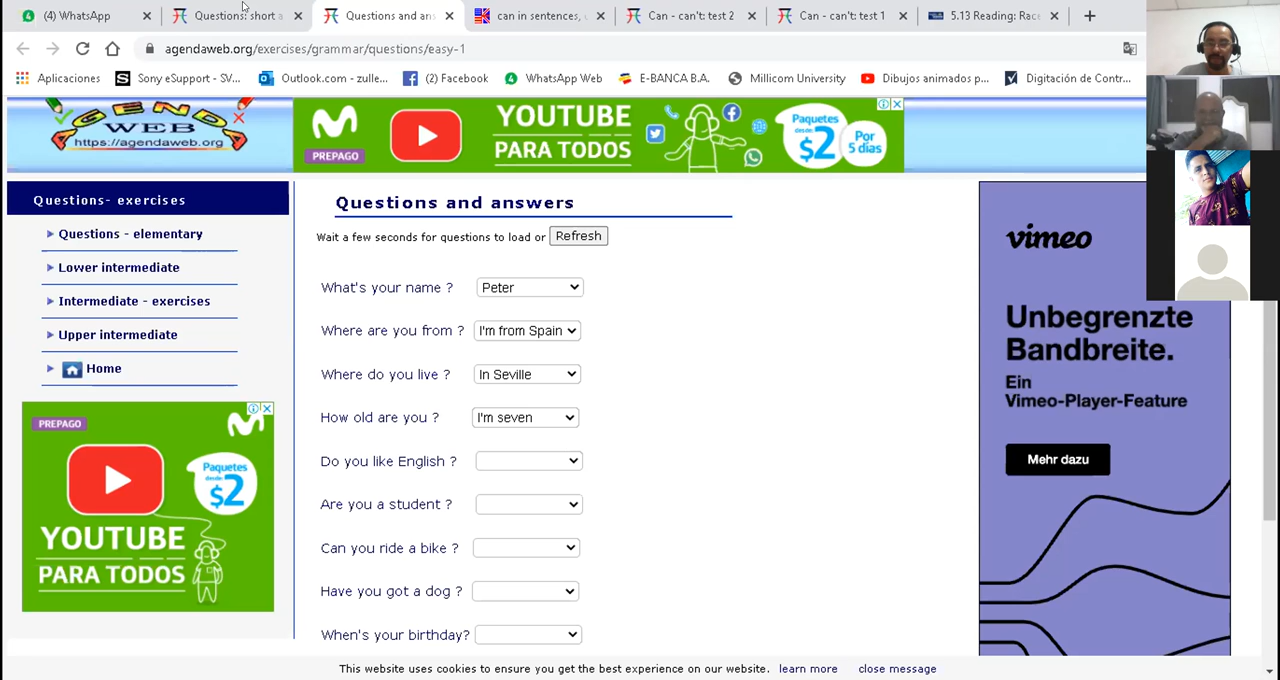 (4) WhatsApp
Questions: short a
Questions and ans
can in sentences,
Can - can't: test 2
Can - can't: test 1
5.13 Reading: Race
agendaweb.org/exercises/grammar/questions/easy-1
Aplicaciones
Sony eSupport - SV...
Outlook.com - zulle...
(2) Facebook
WhatsApp Web
E-BANCA B.A.
Millicom University
Dibujos animados p...
Digitación de Contr...
AGENDA
WEB
https://agendaweb.org
PREPAGO
YOUTUBE
PARA TODOS
Paquetes
desde
$2
Por
5 días
Questions- exercises
Questions - elementary
Lower intermediate
Intermediate - exercises
Upper intermediate
Home
PREPAGO
Paquetes
desde
$2
YOUTUBE
PARA TODOS
Questions and answers
Wait a few seconds for questions to load or Refresh
What's your name ? Peter
Where are you from ? I'm from Spain
Where do you live ? In Seville
How old are you ? I'm seven
Do you like English ?
Are you a student ?
Can you ride a bike ?
Have you got a dog ?
When's your birthday?
vimeo
Unbegrenzte
Bandbreite.
Ein
Vimeo-Player-Feature
Mehr dazu
This website uses cookies to ensure you get the best experience on our website. learn more close message